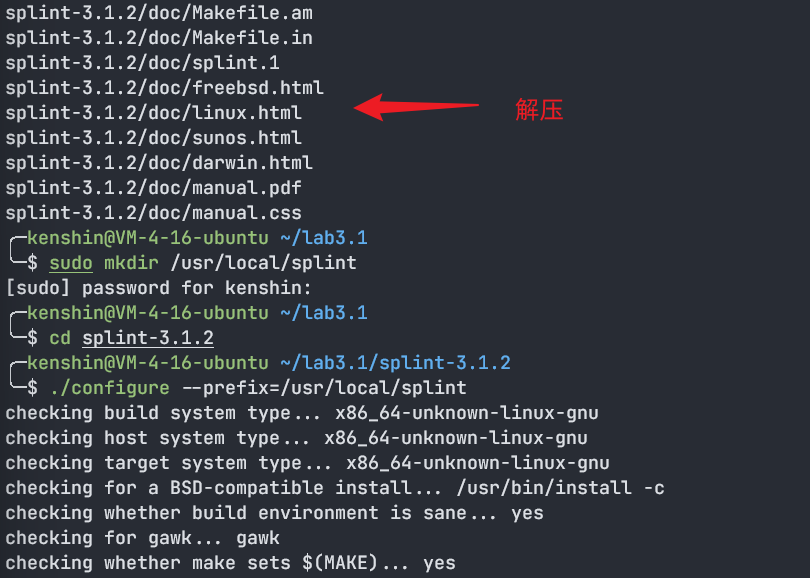 splint-3.1.2/doc/Makefile.am
splint-3.1.2/doc/Makefile.in
splint-3.1.2/doc/splint.1
splint-3.1.2/doc/freebsd.html
splint-3.1.2/doc/linux.html
解压
splint-3.1.2/doc/sunos.html
splint-3.1.2/doc/darwin.html
splint-3.1.2/doc/manual.pdf
splint-3.1.2/doc/manual.css
kenshin@VM-4-16-ubuntu ~/lab3.1
$ sudo mkdir /usr/local/splint
[sudo] password for kenshin:
kenshin@VM-4-16-ubuntu ~/lab3.1
$ cd splint-3.1.2
kenshin@VM-4-16-ubuntu ~/lab3.1/splint-3.1.2
$ ./configure --prefix=/usr/local/splint
checking build system type... x86_64-unknown-linux-gnu
checking host system type... x86_64-unknown-linux-gnu
checking target system type... x86_64-unknown-linux-gnu
checking for a BSD-compatible install... /usr/bin/install -c
checking whether build environment is sane... yes
checking for gawk... gawk
checking whether make sets $(MAKE)... yes